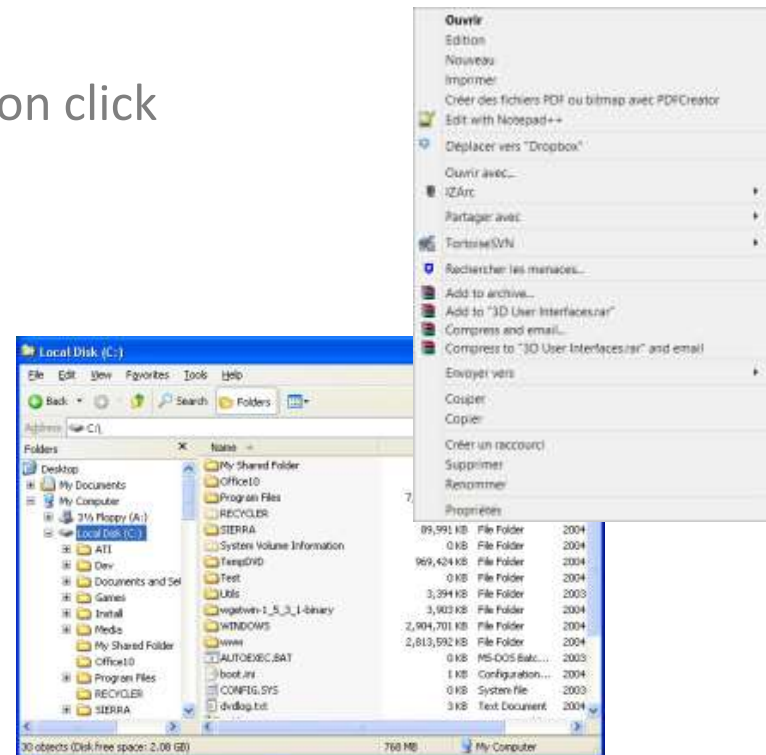 on click
Ouvrir
Edition
Nouveau
Imprimer
Créer des fichiers PDF ou bitmap avec PDFCreator
Edit with Notepad++
Déplacer vers "Dropbox"
Ouvrir avec...
IZArc
Partager avec
TortoiseSVN
Rechercher les menaces...
Add to archive...
Add to "3D User Interfaces.rar"
Compress and email...
Compress to "3D User Interfaces.rar" and email
Envoyer vers
Couper
Copier
Créer un raccourci
Supprimer
Renommer
Propriétés
Local Disk (C:)
File Edit View Favorites Tools Help
Back Search Folders
Address C:\
Folders X Name
Desktop
My Documents
My Computer
3½ Floppy (A:)
Local Disk (C:)
ATI
Dev
Documents and Set
Games
Install
Media
My Shared Folder
Office10
Program Files
RECYCLER
SIERRA
My Shared Folder
Office10
Program Files 7,
RECYCLER
SIERRA 89,991 KB File Folder 2004
System Volume Information 0 KB File Folder 2004
TempDVD 969,424 KB File Folder 2004
Test 0 KB File Folder 2004
Utils 3,394 KB File Folder 2003
wgetwin-1_5_3_1-binary 3,903 KB File Folder 2004
WINDOWS 2,904,701 KB File Folder 2004
www 2,813,592 KB File Folder 2004
AUTOEXEC.BAT 0 KB MS-DOS Batc... 2003
boot.ini 1 KB Configuration... 2004
CONFIG.SYS 0 KB System file 2003
dvdlog.txt 3 KB Text Document 2004
30 objects (Disk free space: 2.08 GB) 768 MB My Computer